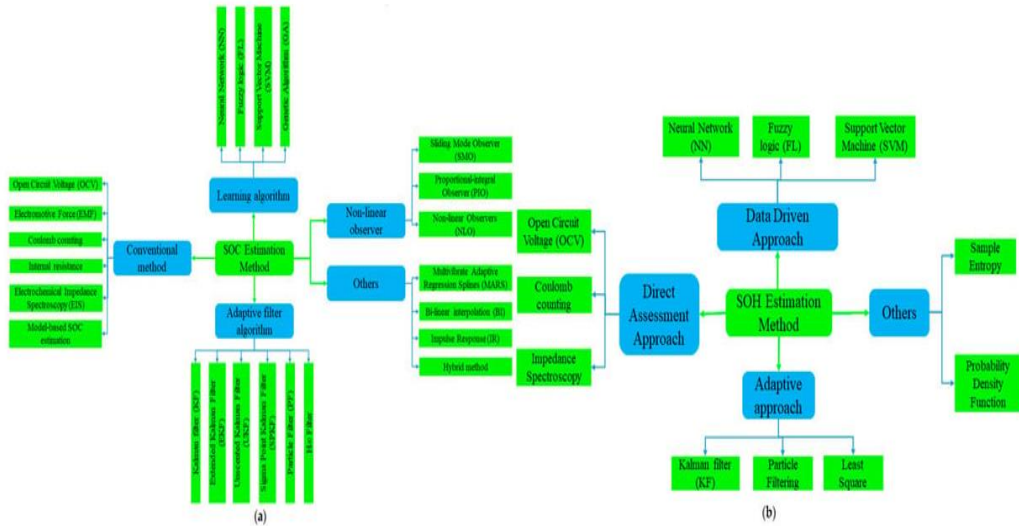 Neural Network (NN)
Fuzzy logic (FL)
Support Vector Machine
(SVM)
Genetic Algorithm (GA)
Learning algorithm
Open Circuit Voltage (OCV)
Electromotive Force(EMF)
Coulomb counting
Internal resistance
Electrochemical Impedance
Spectroscopy (EIS)
Model-based SOC
estimation
Conventional
method
SOC Estimation
Method
Adaptive filter
algorithm
Kalman filter (KF)
Extended Kalman Filter
(EKF)
Unscented Kalman Filter
(UKF)
Sigma Point Kalman Filter
(SPKF)
Particle Filter (PF)
H∞ Filter
Non-linear
observer
Sliding Mode Observer
(SMO)
Proportional-integral
Observer (PIO)
Non-linear Observers
(NLO)
Others
Multivibrate Adaptive
Regression Splines (MARS)
Bi-linear interpolation (BI)
Impulse Response (IR)
Hybrid method
(a)
Neural Network
(NN)
Fuzzy
logic (FL)
Support Vector
Machine (SVM)
Data Driven
Approach
Open Circuit
Voltage (OCV)
Coulomb
counting
Impedance
Spectroscopy
Direct
Assessment
Approach
SOH Estimation
Method
Others
Sample
Entropy
Probability
Density
Function
Adaptive
approach
Kalman filter
(KF)
Particle
Filtering
Least
Square
(b)